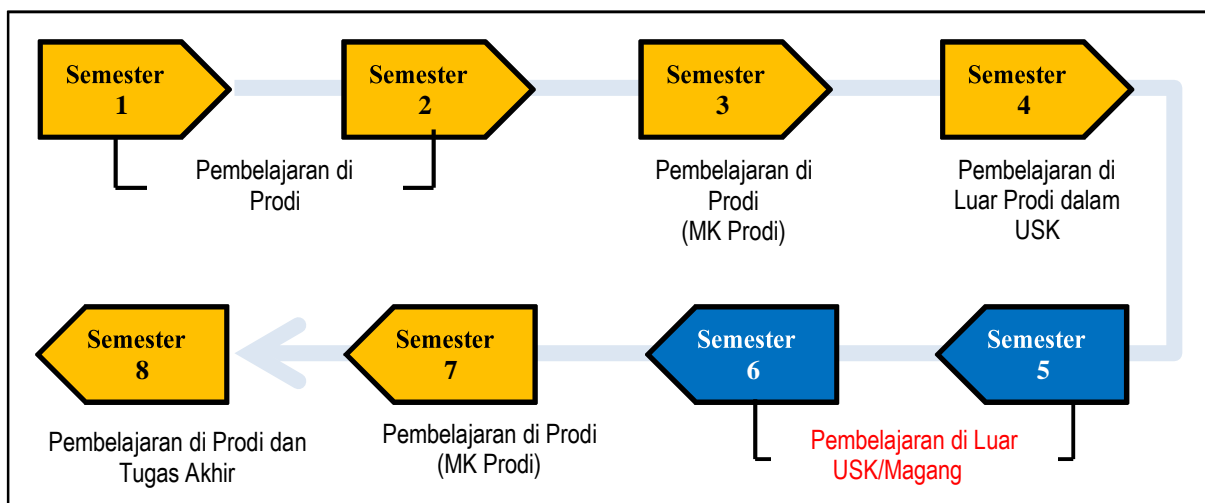 Semester
1
Semester
2
Semester
3
Semester
4
Pembelajaran di
Prodi
Pembelajaran di
Prodi
(MK Prodi)
Pembelajaran di
Luar Prodi dalam
USK
Semester
8
Semester
7
Semester
6
Semester
5
Pembelajaran di Prodi dan
Tugas Akhir
Pembelajaran di Prodi
(MK Prodi)
Pembelajaran di Luar
USK/Magang